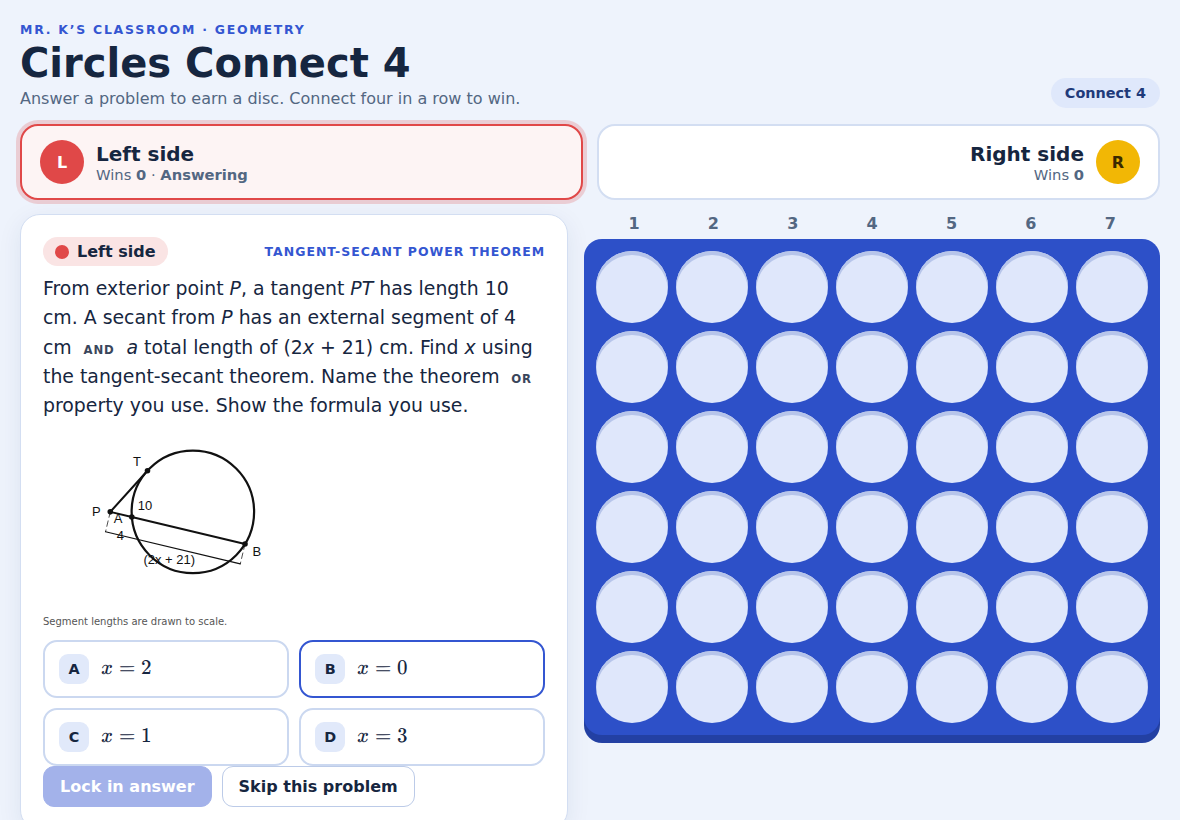 MR. K’S CLASSROOM · GEOMETRY
Circles Connect 4
Answer a problem to earn a disc. Connect four in a row to win.
Connect 4
L
Left side
Wins 0 · Answering
Right side
Wins 0
R
Left side
TANGENT-SECANT POWER THEOREM
From exterior point P, a tangent PT has length 10
cm. A secant from P has an external segment of 4
cm AND a total length of (2x + 21) cm. Find x using
the tangent-secant theorem. Name the theorem OR
property you use. Show the formula you use.
T
10
P
A
4
(2x + 21)
B
Segment lengths are drawn to scale.
A x = 2
B x = 0
C x = 1
D x = 3
Lock in answer
Skip this problem
1 2 3 4 5 6 7